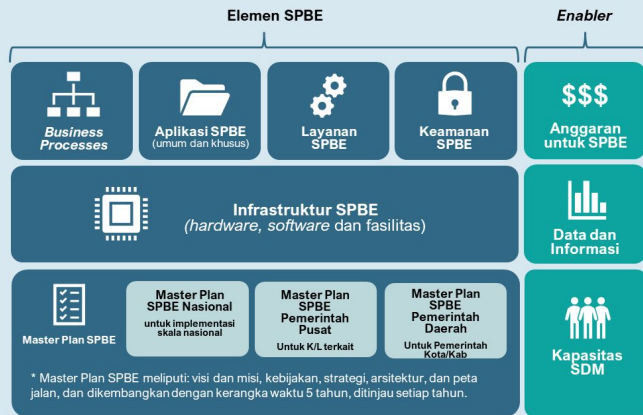 Elemen SPBE
Enabler
Business
Processes
Aplikasi SPBE
(umum dan khusus)
Layanan
SPBE
Keamanan
SPBE
$$$
Anggaran
untuk SPBE
Infrastruktur SPBE
(hardware, software dan fasilitas)
Data dan
Informasi
Master Plan SPBE
Master Plan
SPBE Nasional
untuk implementasi
skala nasional
Master Plan
SPBE
Pemerintah
Pusat
Untuk K/L terkait
Master Plan
SPBE
Pemerintah
Daerah
Untuk Pemerintah
Kota/Kab
Kapasitas
SDM
* Master Plan SPBE meliputi: visi dan misi, kebijakan, strategi, arsitektur, dan peta
jalan, dan dikembangkan dengan kerangka waktu 5 tahun, ditinjau setiap tahun.